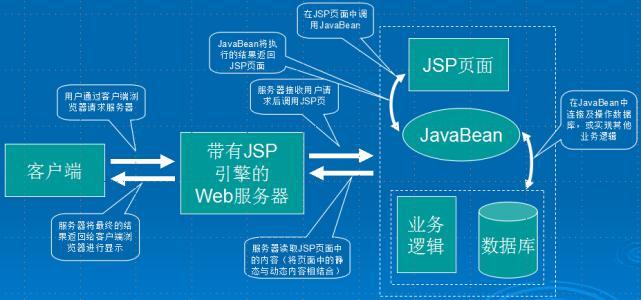 在JSP页面中调
用JavaBean
JavaBean将执
行的结果返回
JSP页面
JSP页面
用户通过客户端浏
览器请求服务器
服务器接收用户请
求后调用JSP页
在JavaBean中
连接及操作数据
库，或实现其他
业务逻辑
JavaBean
客户端
带有JSP
引擎的
Web服务器
服务器将最终的结
果返回给客户端浏
览器进行显示
服务器读取JSP页面中
的内容（将页面中的静
态与动态内容相结合）
业务
逻辑
数据库